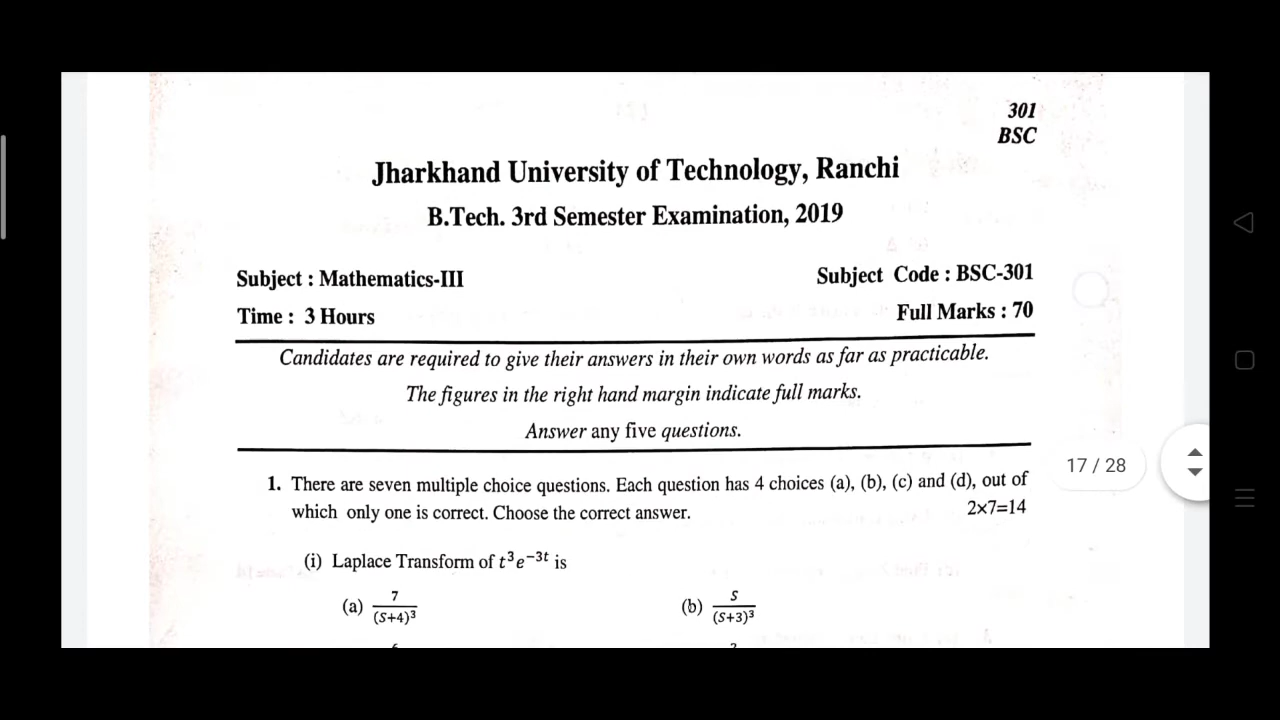 301
BSC
Jharkhand University of Technology, Ranchi
B.Tech. 3rd Semester Examination, 2019
Subject : Mathematics-III
Subject Code : BSC-301
Time : 3 Hours
Full Marks : 70
Candidates are required to give their answers in their own words as far as practicable.
The figures in the right hand margin indicate full marks.
Answer any five questions.
1. There are seven multiple choice questions. Each question has 4 choices (a), (b), (c) and (d), out of
which only one is correct. Choose the correct answer. 2×7=14
17 / 28
(i) Laplace Transform of t³e⁻³ᵗ is
(a) 7/(S+4)³ (b) S/(S+3)³